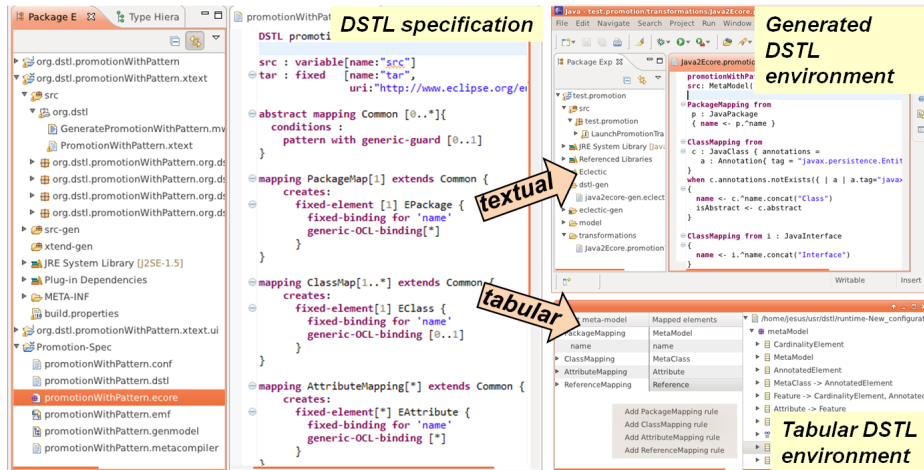 Package E
Type Hiera
org.dstl.promotionWithPattern
org.dstl.promotionWithPattern.xtext
src
org.dstl
GeneratePromotionWithPattern.mw
PromotionWithPattern.xtext
org.dstl.promotionWithPattern.org.ds
org.dstl.promotionWithPattern.org.ds
org.dstl.promotionWithPattern.org.ds
org.dstl.promotionWithPattern.org.ds
src-gen
xtend-gen
JRE System Library [J2SE-1.5]
Plug-in Dependencies
META-INF
build.properties
org.dstl.promotionWithPattern.xtext.ui
Promotion-Spec
promotionWithPattern.conf
promotionWithPattern.dstl
promotionWithPattern.ecore
promotionWithPattern.emf
promotionWithPattern.genmodel
promotionWithPattern.metacompiler
promotionWithPat
DSTL specification
DSTL promoti
src : variable[name:"src"]
tar : fixed [name:"tar",
uri:"http://www.eclipse.org/e
abstract mapping Common [0..*]{
conditions :
pattern with generic-guard [0..1]
}
mapping PackageMap[1] extends Common {
creates:
fixed-element [1] EPackage {
fixed-binding for 'name'
generic-OCL-binding[*]
}
}
mapping ClassMap[1..*] extends Common {
creates:
fixed-element[1] EClass {
fixed-binding for 'name'
generic-OCL-binding [0..1]
}
}
mapping AttributeMapping[*] extends Common {
creates:
fixed-element[*] EAttribute {
fixed-binding for 'name'
generic-OCL-binding [*]
}
textual
tabular
Java - test.promotion/transformations/Java2Ecore.
File Edit Navigate Search Project Run Window
Generated
DSTL
environment
Package Exp
Java2Ecore.promotio
test.promotion
src
test.promotion
LaunchPromotionTra
JRE System Library [Java
Referenced Libraries
Eclectic
dstl-gen
java2ecore-gen.eclect
eclectic-gen
model
transformations
Java2Ecore.promotion
promotionWithPa
src: MetaModel(
PackageMapping from
p : JavaPackage
{ name <- p.^name }
ClassMapping from
c : JavaClass { annotations =
a : Annotation{ tag = "javax.persistence.Entit
}
when c.annotations.notExists({ | a | a.tag="javax
{
name <- c.^name.concat("Class")
isAbstract <- c.abstract
}
ClassMapping from i : JavaInterface
{
name <- i.^name.concat("Interface")
}
Writable
Insert
meta-model
Mapped elements
PackageMapping
MetaModel
name
name
ClassMapping
MetaClass
AttributeMapping
Attribute
ReferenceMapping
Reference
Add PackageMapping rule
Add ClassMapping rule
Add AttributeMapping rule
Add ReferenceMapping rule
/home/jesus/usr/dstl/runtime-New_configurat
metaModel
CardinalityElement
MetaModel
AnnotatedElement
MetaClass -> AnnotatedElement
Feature -> CardinalityElement, Annotated
Attribute -> Feature
Tabular DSTL
environment